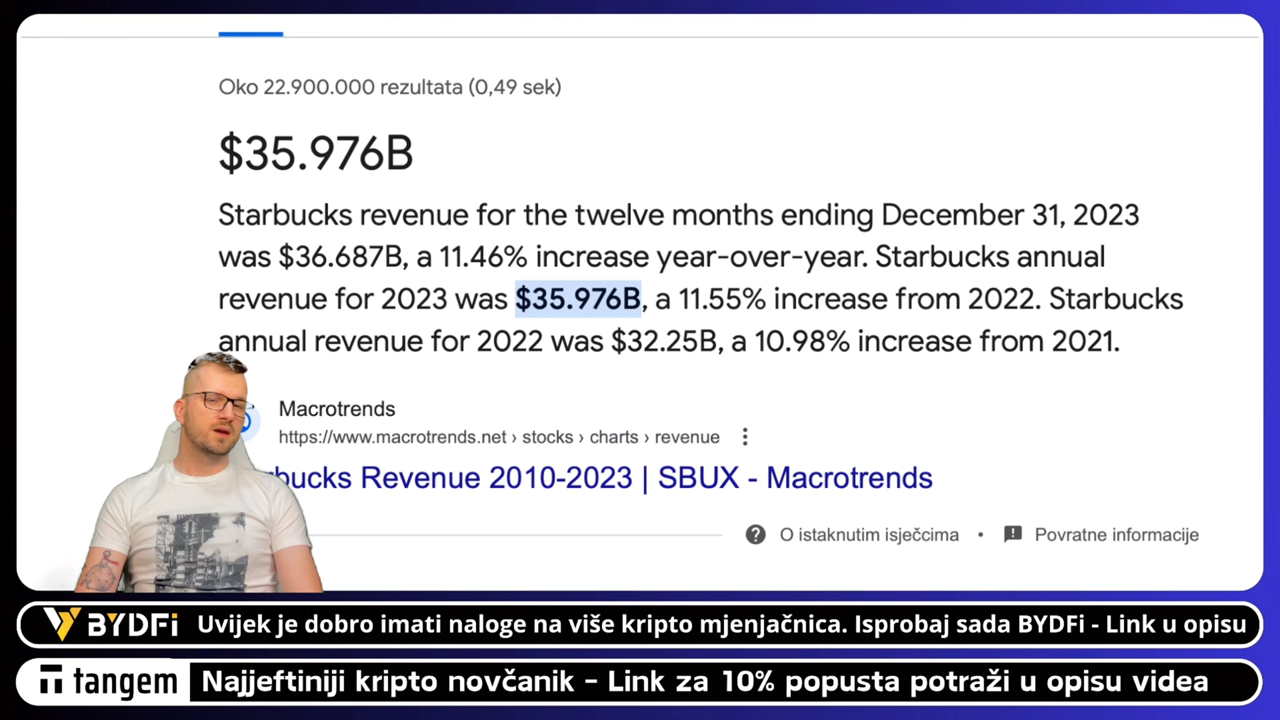 Oko 22.900.000 rezultata (0,49 sek)
$35.976B
Starbucks revenue for the twelve months ending December 31, 2023
was $36.687B, a 11.46% increase year-over-year. Starbucks annual
revenue for 2023 was $35.976B, a 11.55% increase from 2022. Starbucks
annual revenue for 2022 was $32.25B, a 10.98% increase from 2021.
Macrotrends
https://www.macrotrends.net › stocks › charts › revenue
bucks Revenue 2010-2023 | SBUX - Macrotrends
O istaknutim isječcima • Povratne informacije
BYDFi Uvijek je dobro imati naloge na više kripto mjenjačnica. Isprobaj sada BYDFi - Link u opisu
tangem Najjeftiniji kripto novčanik – Link za 10% popusta potraži u opisu videa